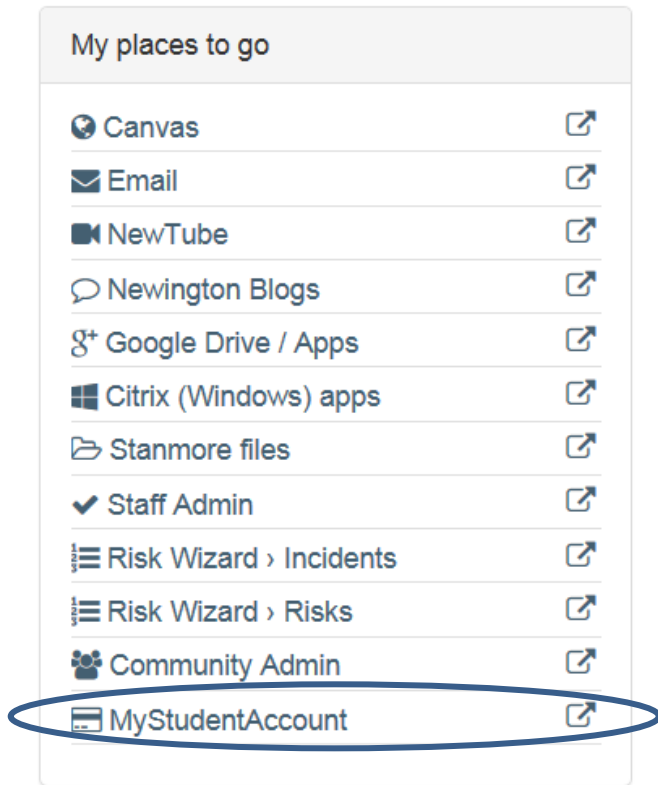 My places to go
Canvas
Email
NewTube
Newington Blogs
Google Drive / Apps
Citrix (Windows) apps
Stanmore files
Staff Admin
Risk Wizard › Incidents
Risk Wizard › Risks
Community Admin
MyStudentAccount